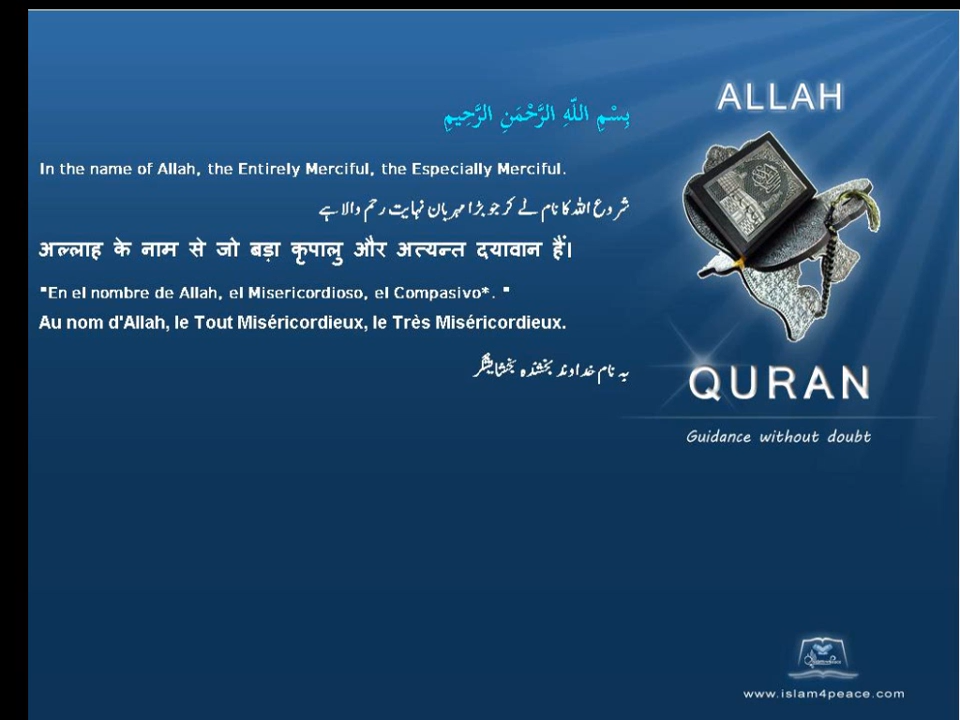 بِسْمِ اللَّهِ الرَّحْمَنِ الرَّحِيمِ
In the name of Allah, the Entirely Merciful, the Especially Merciful.
شروع اللہ کا نام لے کر جو بڑا مہربان نہایت رحم والا ہے
अल्लाह के नाम से जो बड़ा कृपालु और अत्यन्त दयावान हैं।
"En el nombre de Allah, el Misericordioso, el Compasivo*. "
Au nom d'Allah, le Tout Miséricordieux, le Très Miséricordieux.
به نام خداوند بخشنده بخشایشگر
ALLAH
QURAN
Guidance without doubt
www.islam4peace.com